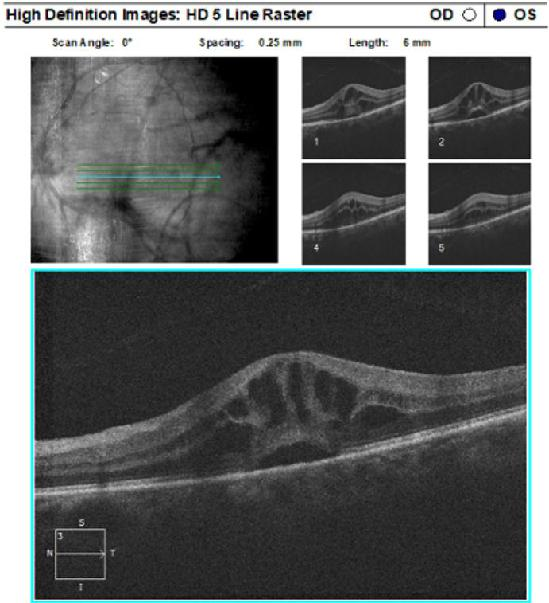 High Definition Images: HD 5 Line Raster OD OS
Scan Angle: 0° Spacing: 0.25 mm Length: 6 mm
1 2
4 5
S
3
N T
I